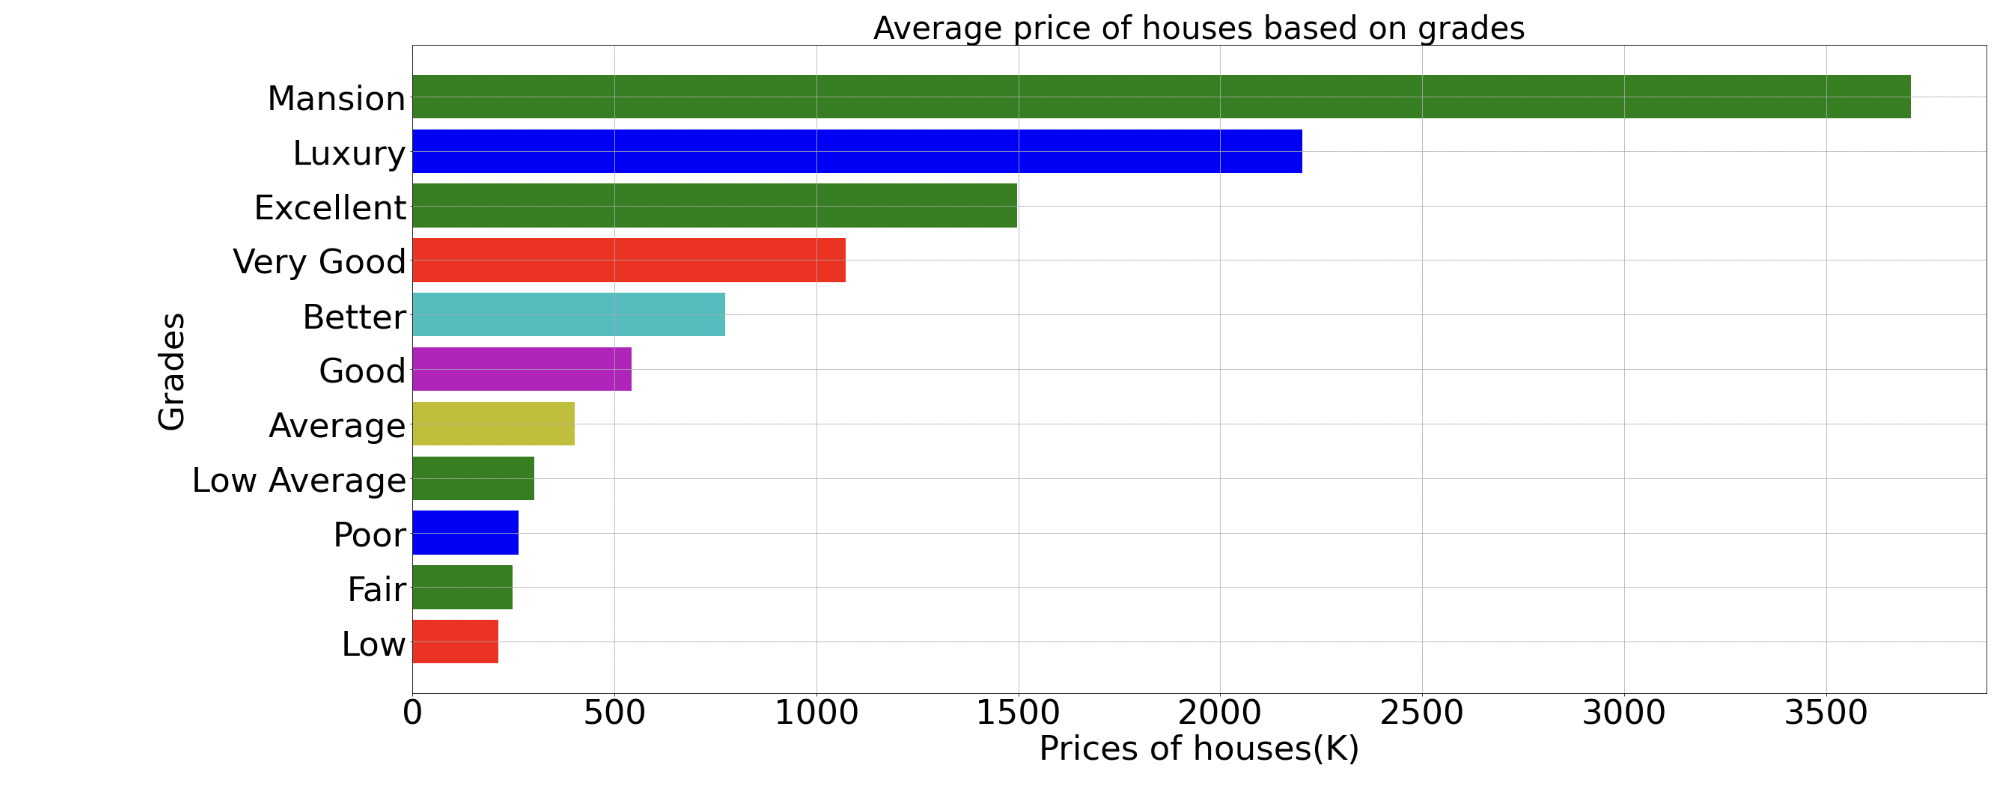 Average price of houses based on grades
Mansion
Luxury
Excellent
Very Good
Better
Good
Average
Low Average
Poor
Fair
Low
Grades
0 500 1000 1500 2000 2500 3000 3500
Prices of houses(K)